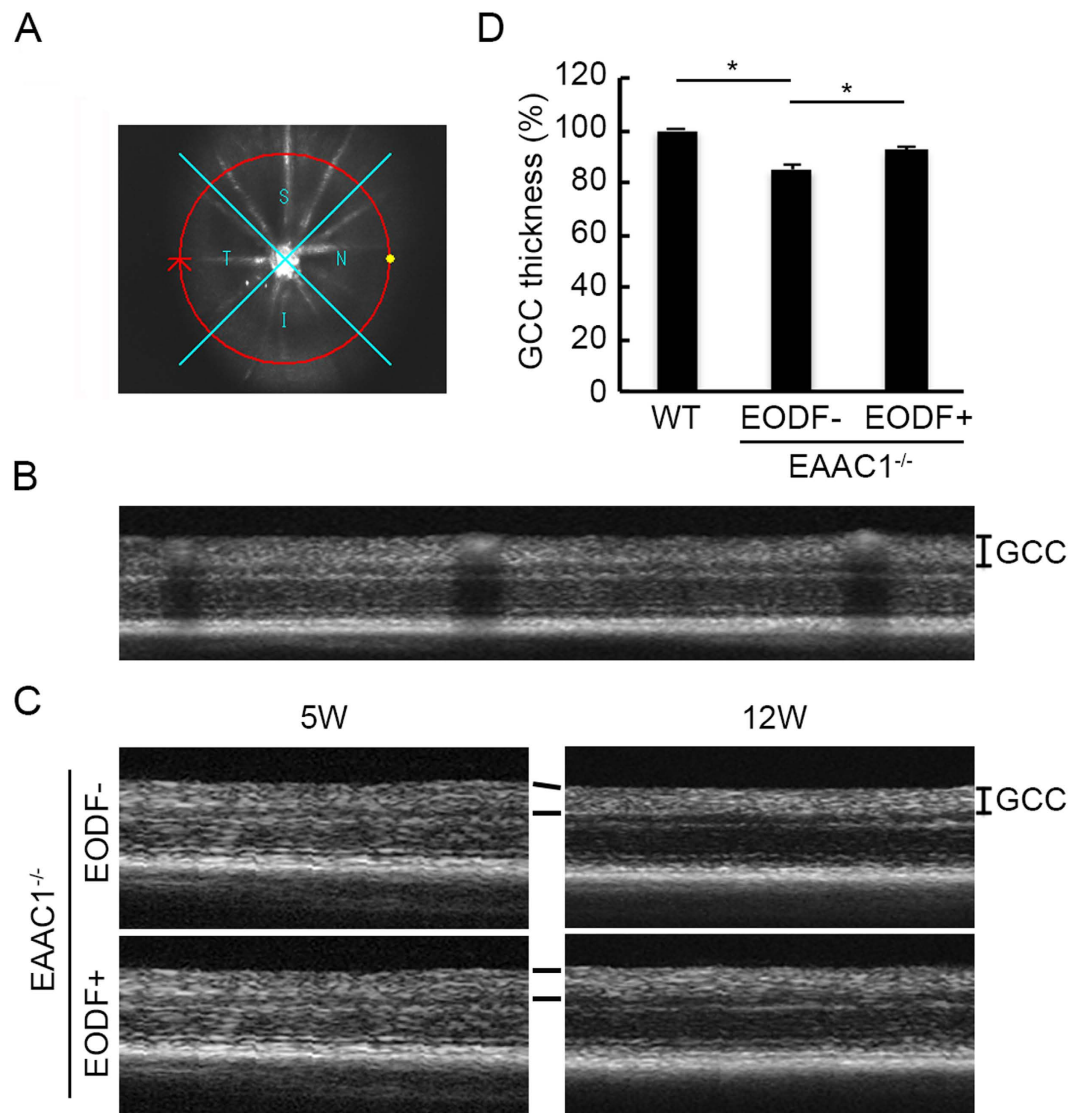 A
S
T N
I
D
GCC thickness (%)
120
100
80
60
40
20
0
* *
WT EODF- EODF+
EAAC1-/-
B
GCC
C
5W 12W
EAAC1-/-
EODF-
GCC
EODF+